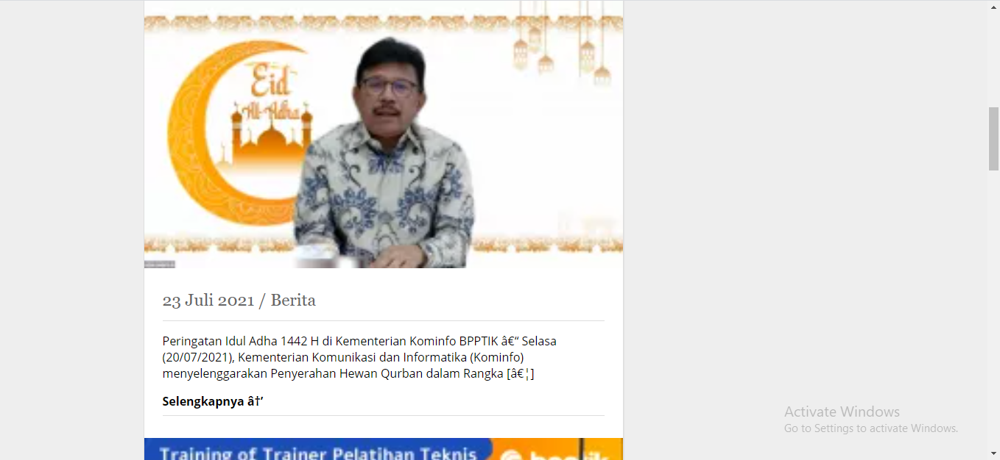 Eid
Al-Adha
23 Juli 2021 / Berita
Peringatan Idul Adha 1442 H di Kementerian Kominfo BPPTIK â€“ Selasa
(20/07/2021), Kementerian Komunikasi dan Informatika (Kominfo)
menyelenggarakan Penyerahan Hewan Qurban dalam Rangka [â€¦]
Selengkapnya â†’
Activate Windows
Go to Settings to activate Windows.
Training of Trainer Pelatihan Teknis